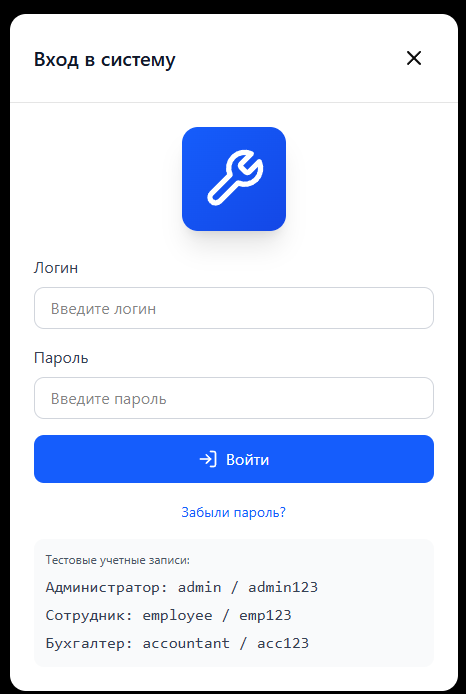 Вход в систему
Логин
Введите логин
Пароль
Введите пароль
Войти
Забыли пароль?
Тестовые учетные записи:
Администратор: admin / admin123
Сотрудник: employee / emp123
Бухгалтер: accountant / acc123